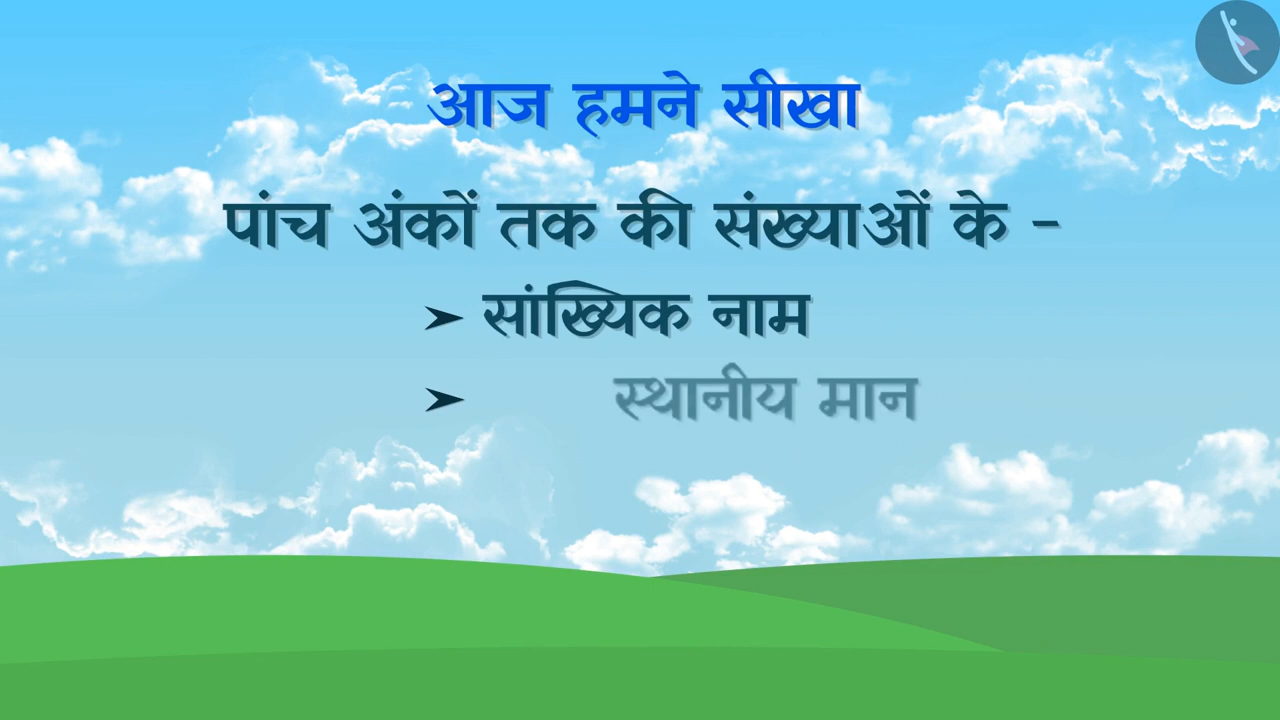 आज हमने सीखा
पांच अंकों तक की संख्याओं के -
➤ सांख्यिक नाम
➤ स्थानीय मान